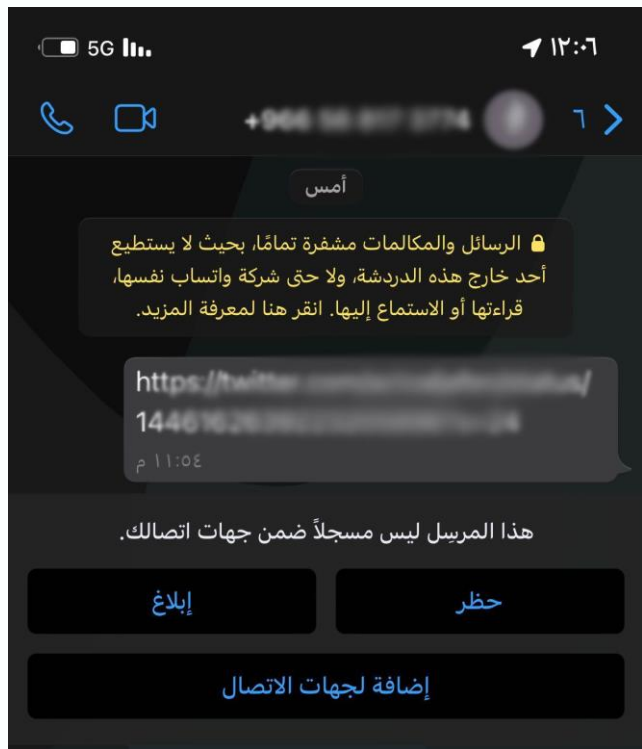 5G ١٢:٠٦
٦
أمس
الرسائل والمكالمات مشفرة تمامًا، بحيث لا يستطيع
أحد خارج هذه الدردشة، ولا حتى شركة واتساب نفسها،
قراءتها أو الاستماع إليها. انقر هنا لمعرفة المزيد.
١١:٥٤ م
هذا المرسِل ليس مسجلاً ضمن جهات اتصالك.
حظر
إبلاغ
إضافة لجهات الاتصال